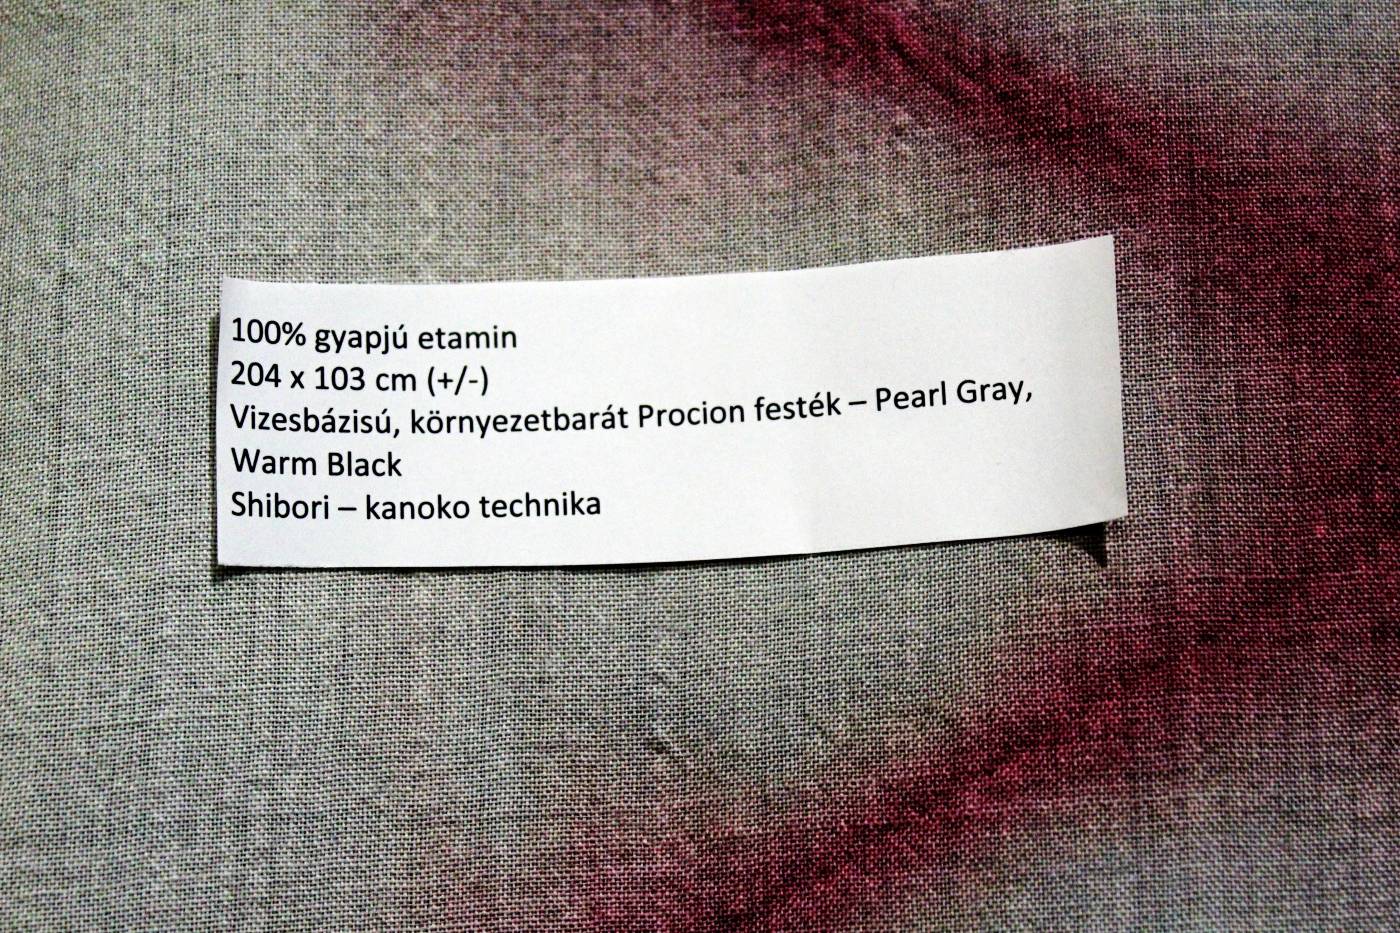 100% gyapjú etamin
204 x 103 cm (+/-)
Vizesbázisú, környezetbarát Procion festék – Pearl Gray,
Warm Black
Shibori – kanoko technika